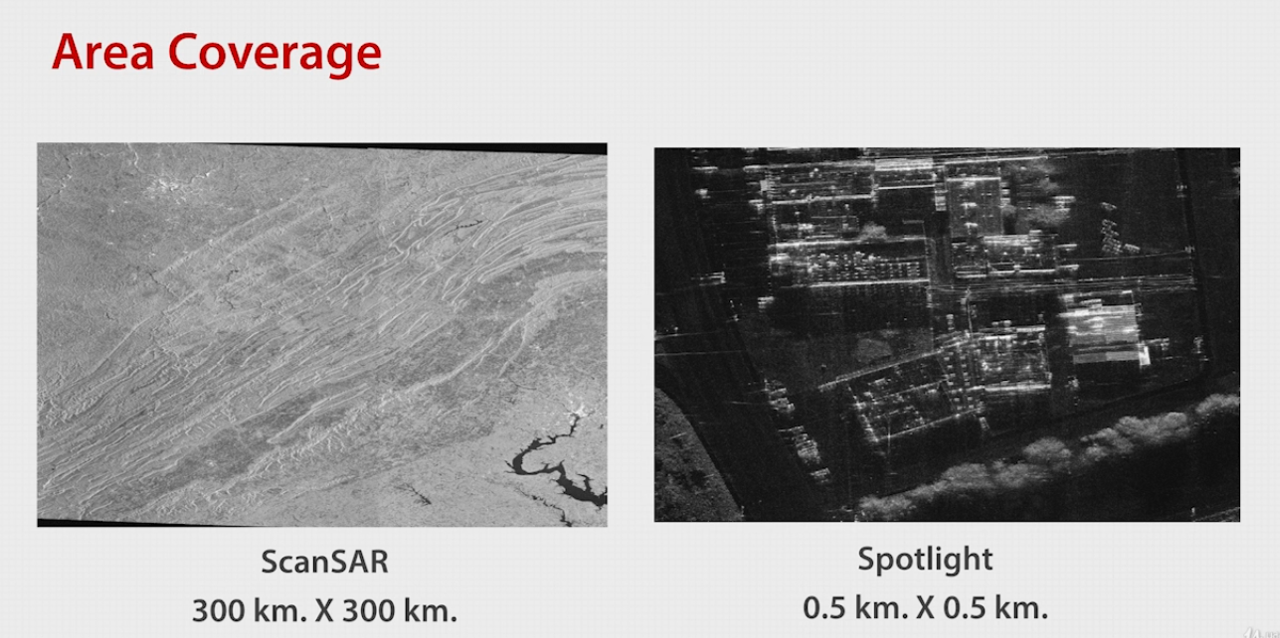 Area Coverage
ScanSAR
300 km. X 300 km.
Spotlight
0.5 km. X 0.5 km.